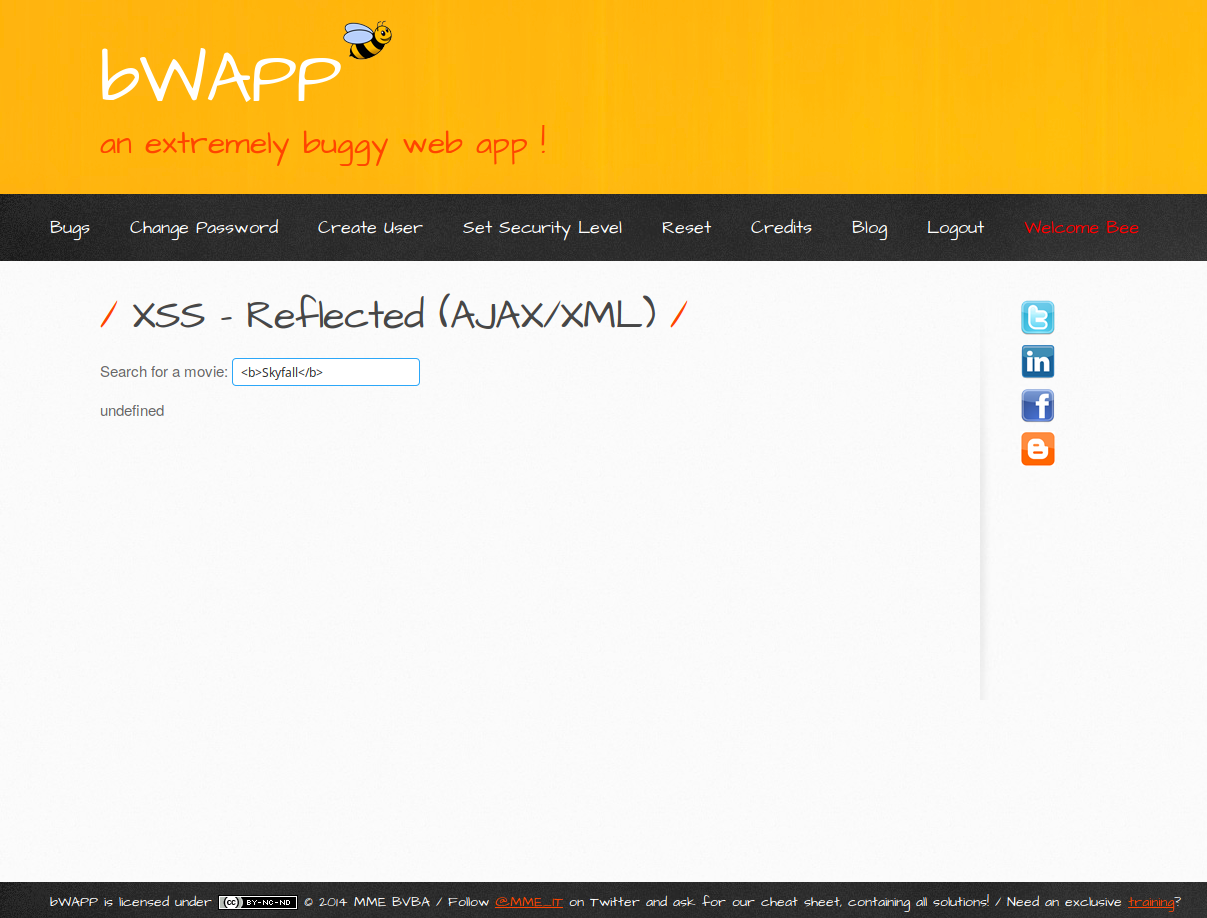 bWAPP
an extremely buggy web app !
Bugs Change Password Create User Set Security Level Reset Credits Blog Logout Welcome Bee
/ XSS - Reflected (AJAX/XML) /
Search for a movie: <b>Skyfall</b>
undefined
bWAPP is licensed under (cc) BY-NC-ND © 2014 MME BVBA / Follow @MME_IT on Twitter and ask for our cheat sheet, containing all solutions! / Need an exclusive training?